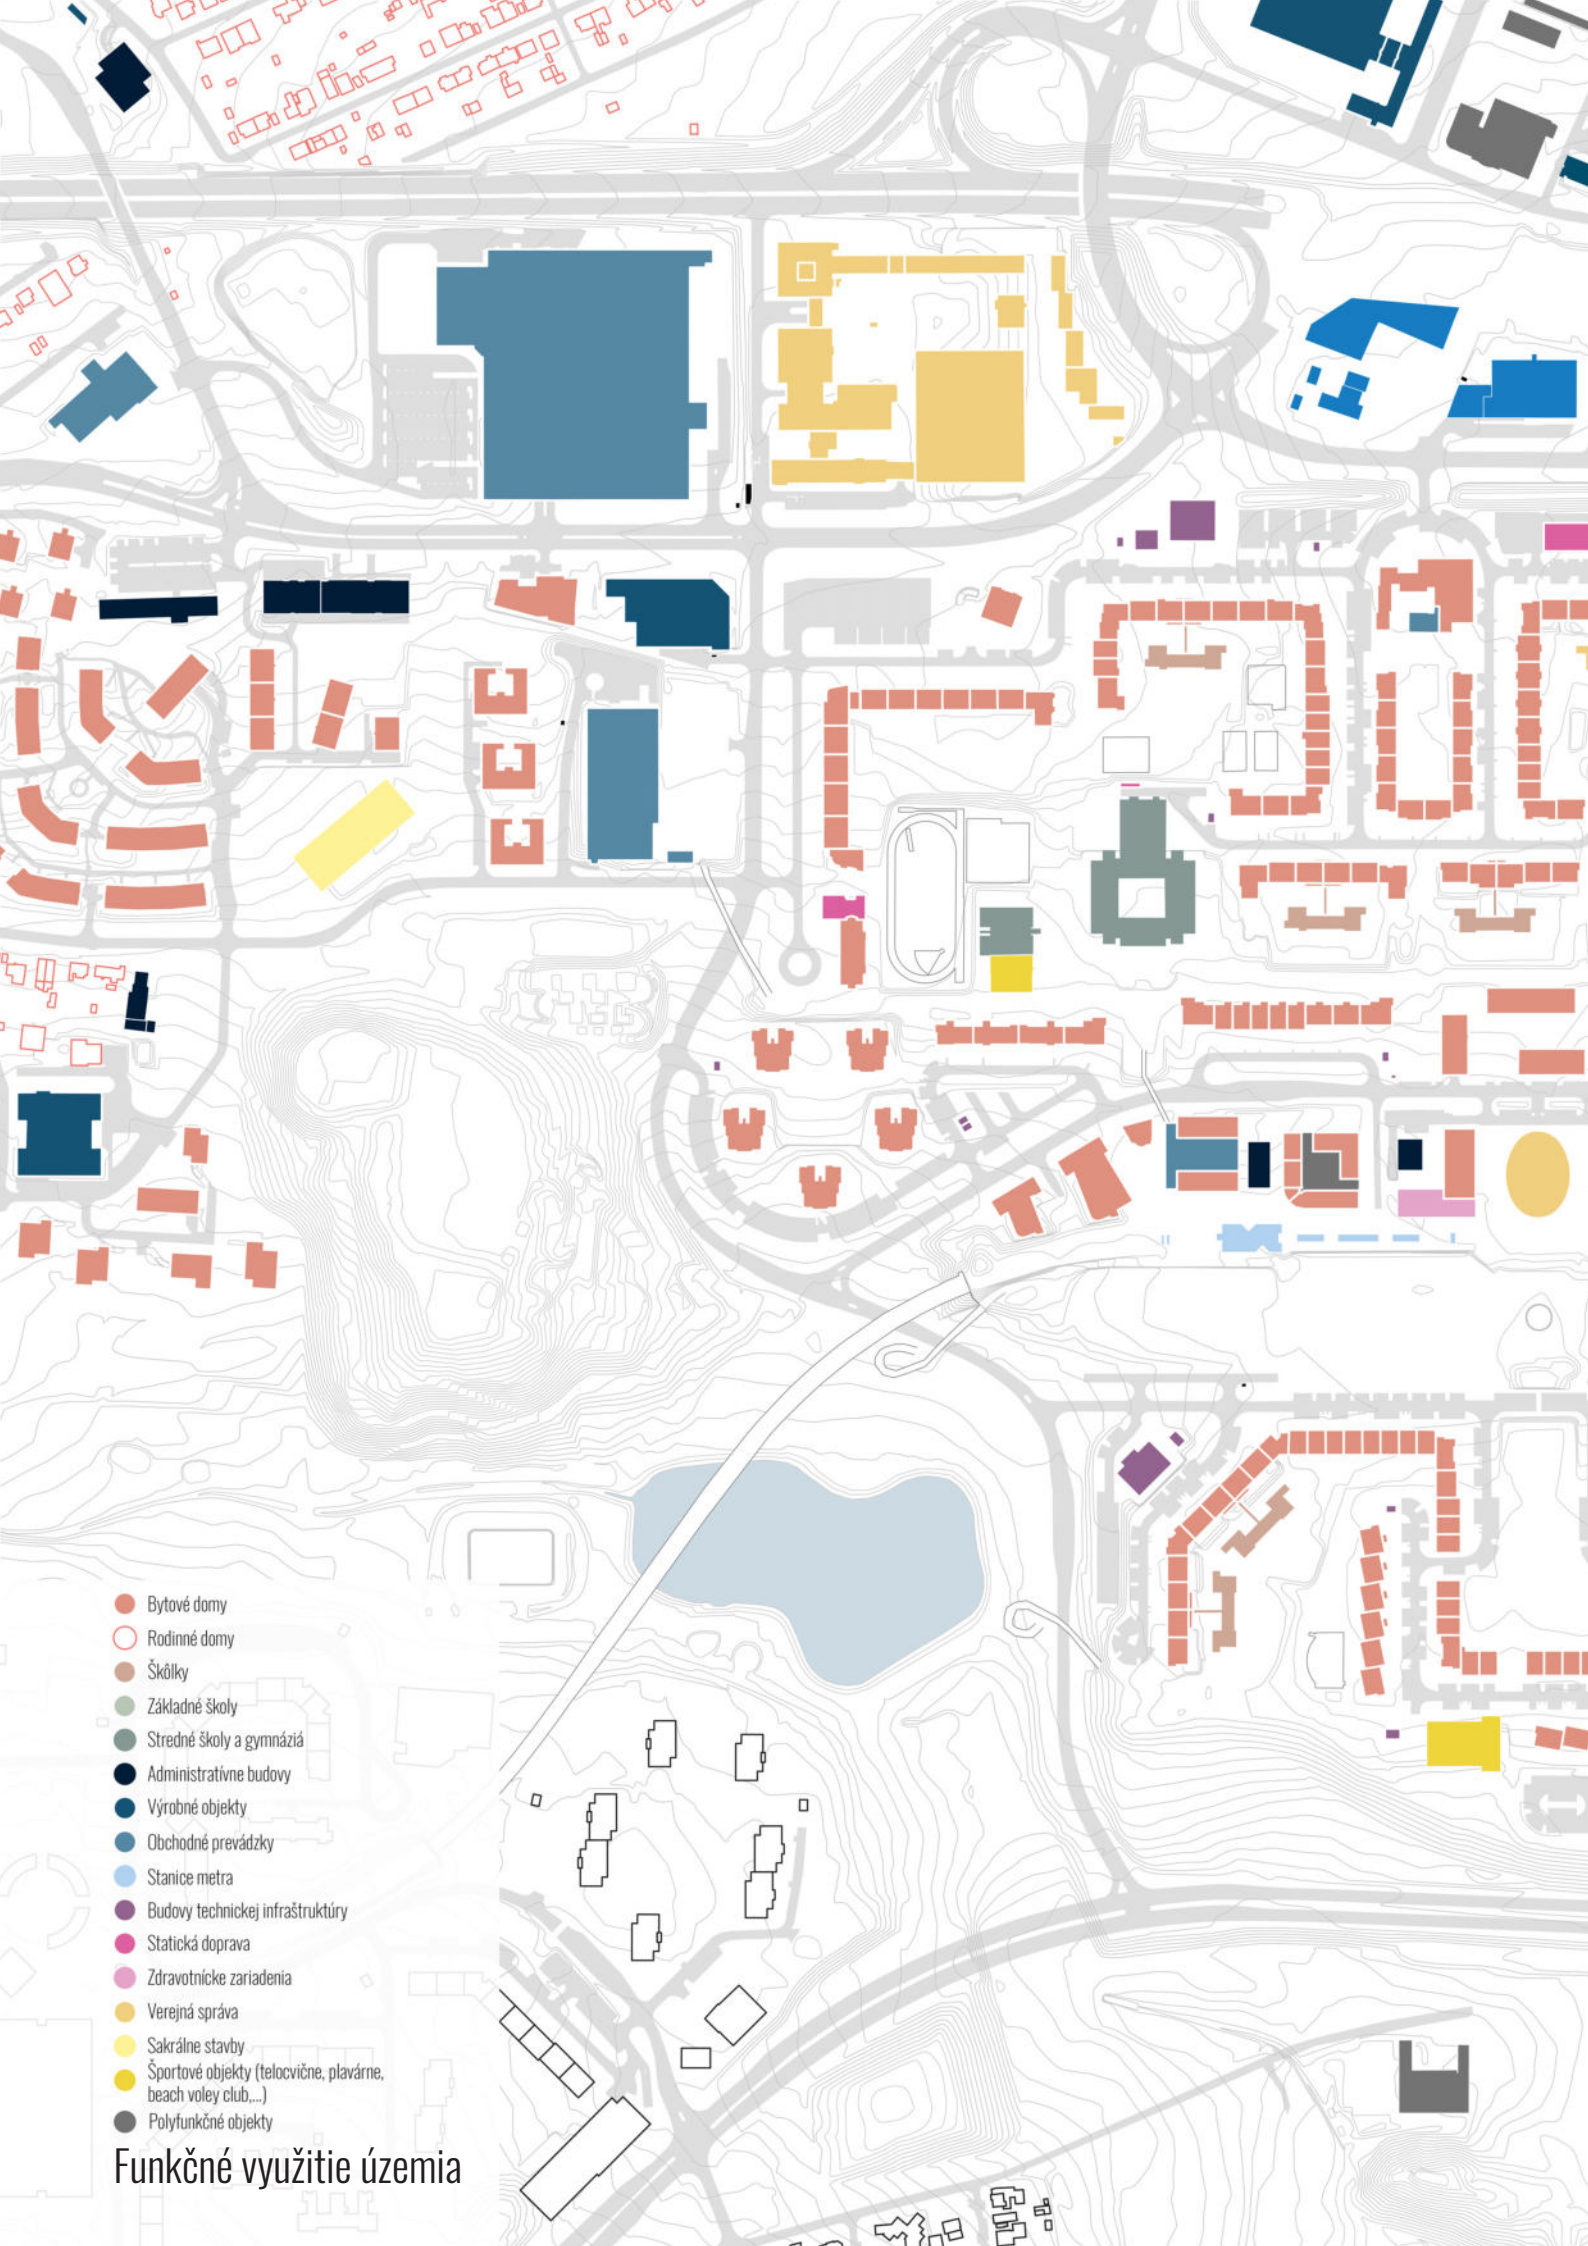 Bytové domy
Rodinné domy
Škôlky
Základné školy
Stredné školy a gymnáziá
Administratívne budovy
Výrobné objekty
Obchodné prevádzky
Stanice metra
Budovy technickej infraštruktúry
Statická doprava
Zdravotnícke zariadenia
Verejná správa
Sakrálne stavby
Športové objekty (telocvične, plavárne,
beach voley club,...)
Polyfunkčné objekty
Funkčné využitie územia